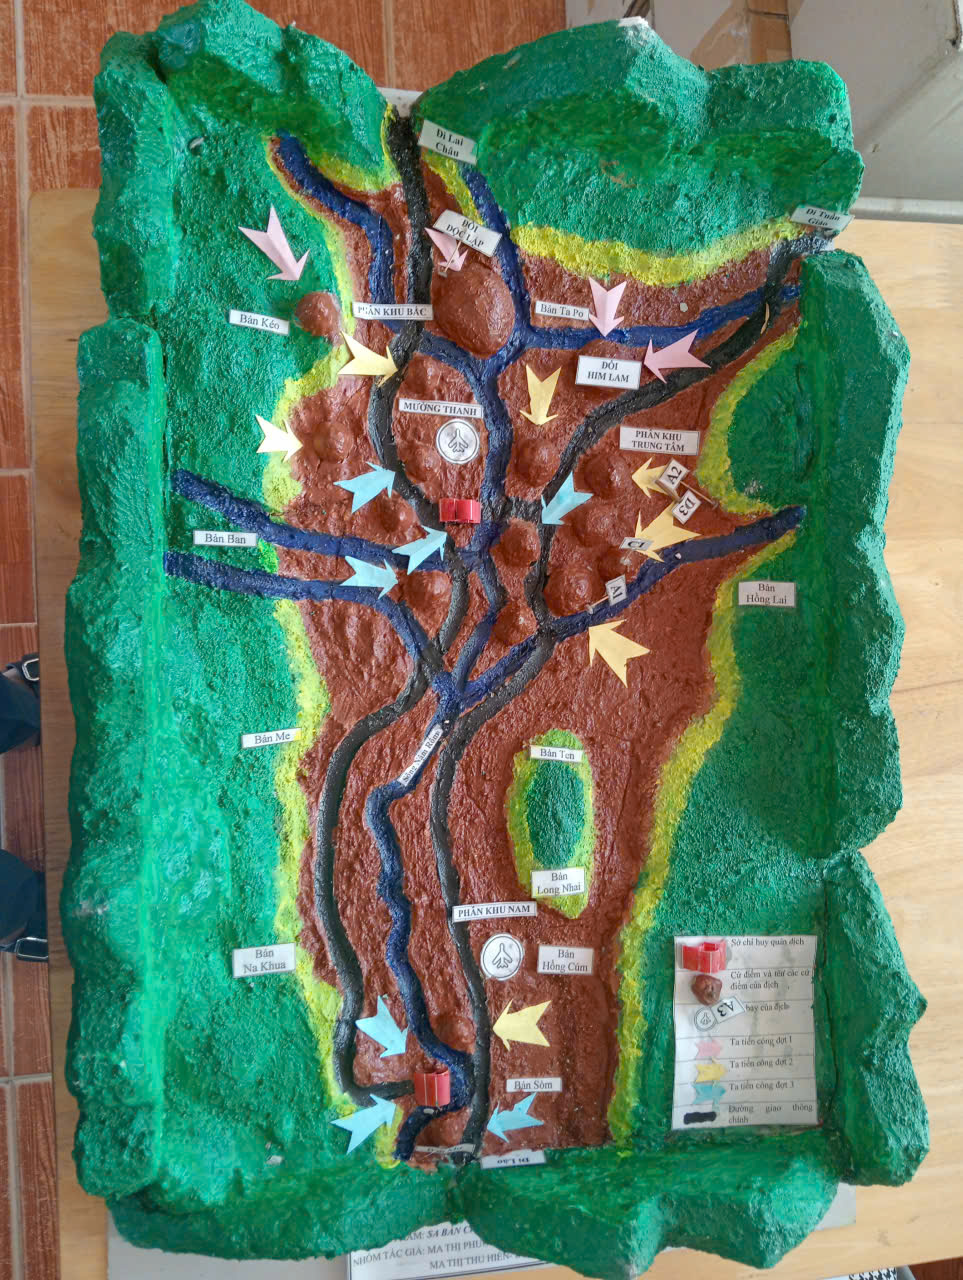 Đi Lai
Châu
Đi Tuần
Giáo
ĐỒI
ĐỘC LẬP
Bản Kéo
PHÂN KHU BẮC
Bản Ta Po
ĐỒI
HIM LAM
MƯỜNG THANH
PHÂN KHU
TRUNG TÂM
A2
D3
C1
A1
Bản Ban
Bản
Hồng Lai
Bản Me
Sông Nậm Rốm
Bản Ten
Bản
Long Nhai
PHÂN KHU NAM
Bản
Na Khua
Bản
Hồng Cúm
Bản Sôm
Đi Lào
Sở chỉ huy quân địch
Cứ điểm và tên các cứ
điểm của địch
A3
bay của địch
Ta tiến công đợt 1
Ta tiến công đợt 2
Ta tiến công đợt 3
Đường giao thông
chính
SA BÀN
NHÓM TÁC GIẢ: MA THỊ
MA THỊ THU HIỀN